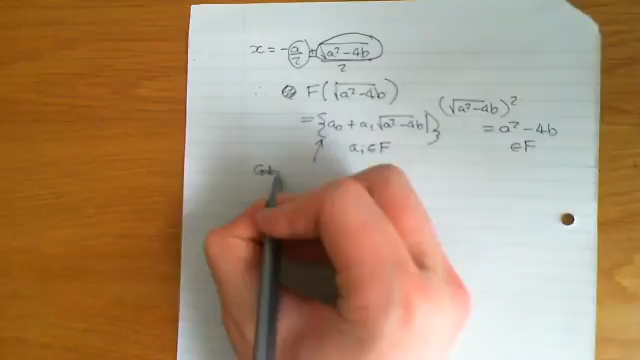 x = -a/2 ± √(a²-4b)/2
∴ F(√(a²-4b))
= {a₀ + a₁√(a²-4b) | aᵢ ∈ F}
(√(a²-4b))² = a²-4b ∈ F